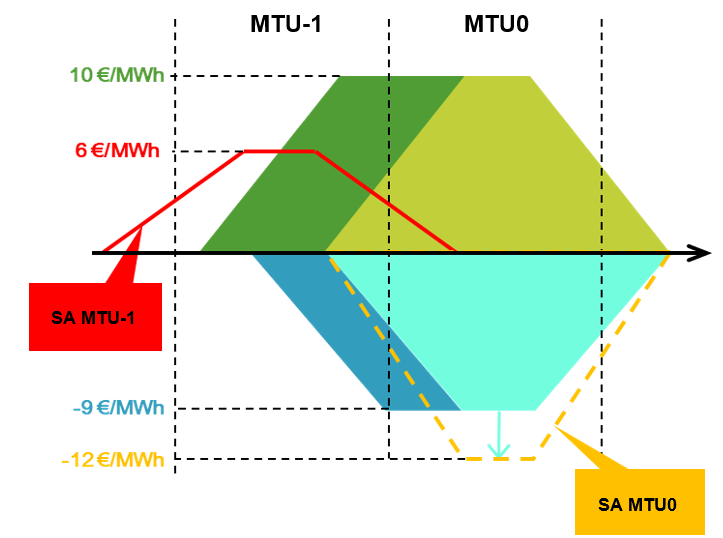 MTU-1
MTU0
10 €/MWh
6 €/MWh
SA MTU-1
-9 €/MWh
-12 €/MWh
SA MTU0